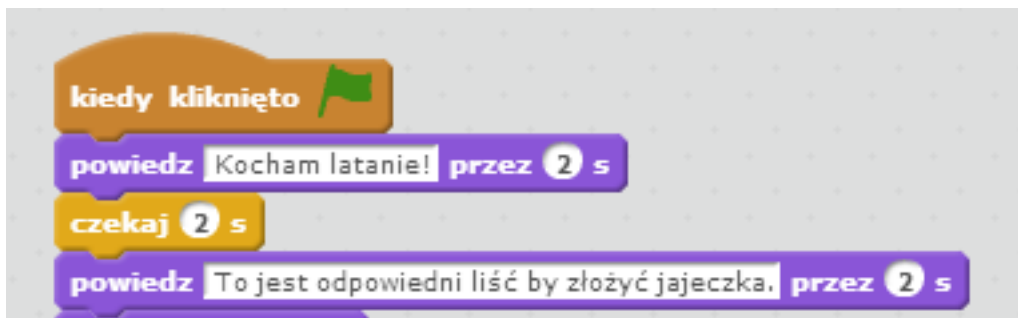 kiedy kliknięto
powiedz Kocham latanie! przez 2 s
czekaj 2 s
powiedz To jest odpowiedni liść by złożyć jajeczka. przez 2 s